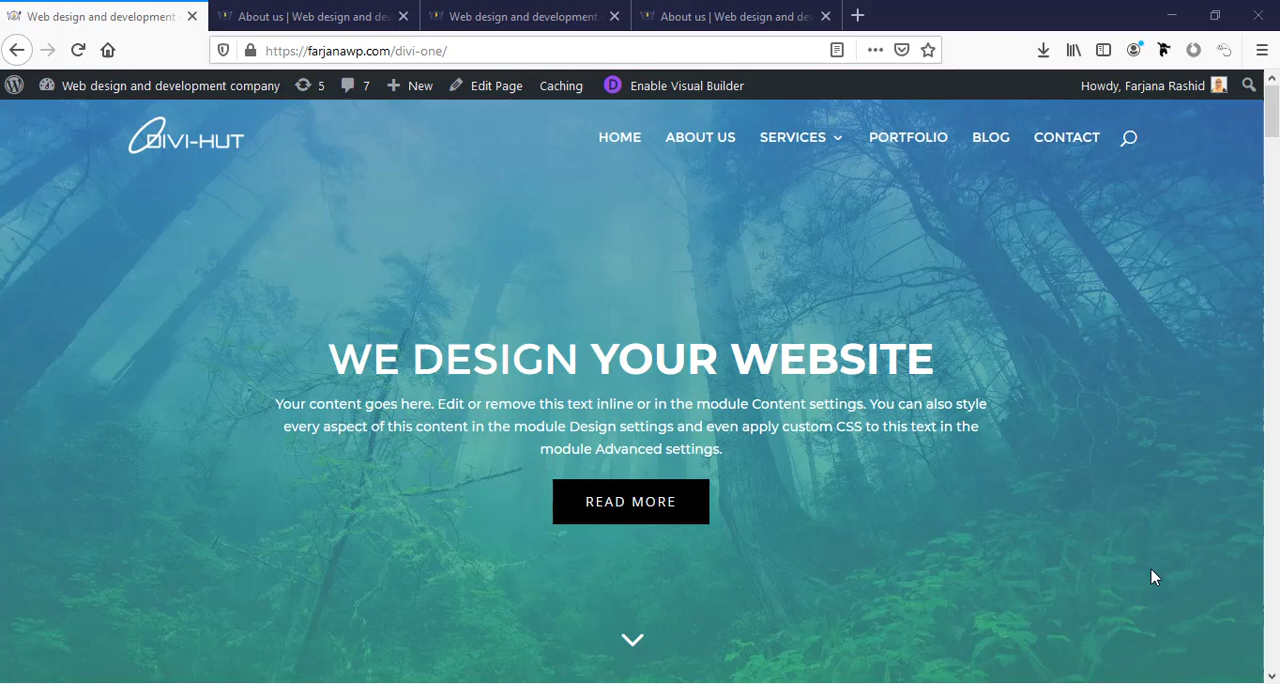 Web design and development
About us | Web design and dev
Web design and development
About us | Web design and dev
https://farjanawp.com/divi-one/
Web design and development company 5 7 New Edit Page Caching D Enable Visual Builder Howdy, Farjana Rashid
DIVI-HUT
HOME ABOUT US SERVICES PORTFOLIO BLOG CONTACT
WE DESIGN YOUR WEBSITE
Your content goes here. Edit or remove this text inline or in the module Content settings. You can also style
every aspect of this content in the module Design settings and even apply custom CSS to this text in the
module Advanced settings.
READ MORE